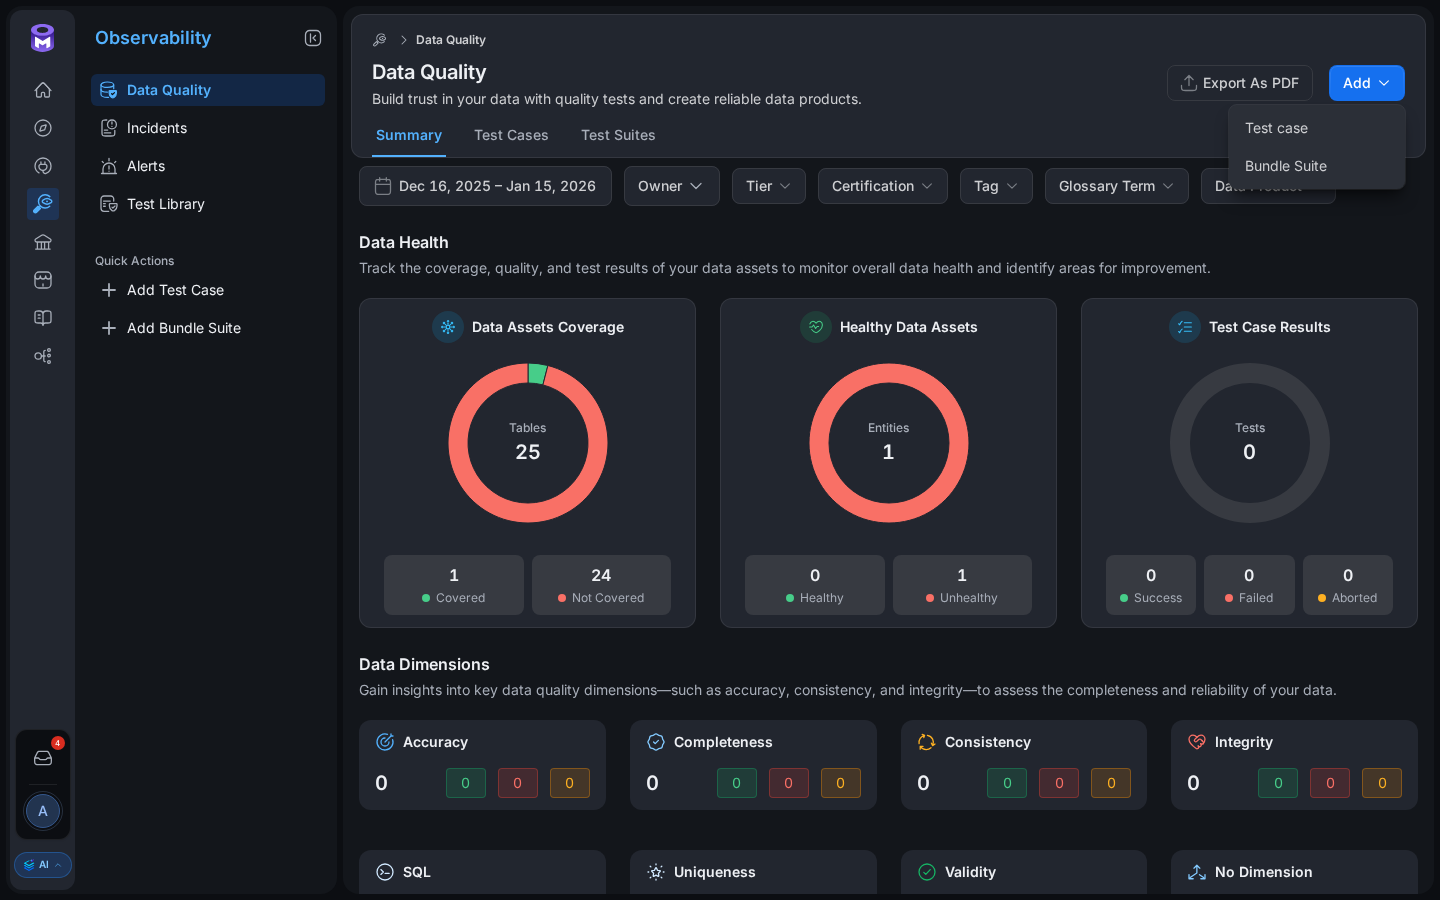 Observability
Data Quality
Incidents
Alerts
Test Library
Quick Actions
Add Test Case
Add Bundle Suite
4
A
AI
Data Quality
Data Quality
Build trust in your data with quality tests and create reliable data products.
Export As PDF
Add
Test case
Bundle Suite
Summary
Test Cases
Test Suites
Dec 16, 2025 – Jan 15, 2026
Owner
Tier
Certification
Tag
Glossary Term
Data Product
Data Health
Track the coverage, quality, and test results of your data assets to monitor overall data health and identify areas for improvement.
Data Assets Coverage
Tables
25
1
Covered
24
Not Covered
Healthy Data Assets
Entities
1
0
Healthy
1
Unhealthy
Test Case Results
Tests
0
0
Success
0
Failed
0
Aborted
Data Dimensions
Gain insights into key data quality dimensions—such as accuracy, consistency, and integrity—to assess the completeness and reliability of your data.
Accuracy
0 0 0 0
Completeness
0 0 0 0
Consistency
0 0 0 0
Integrity
0 0 0 0
SQL
Uniqueness
Validity
No Dimension